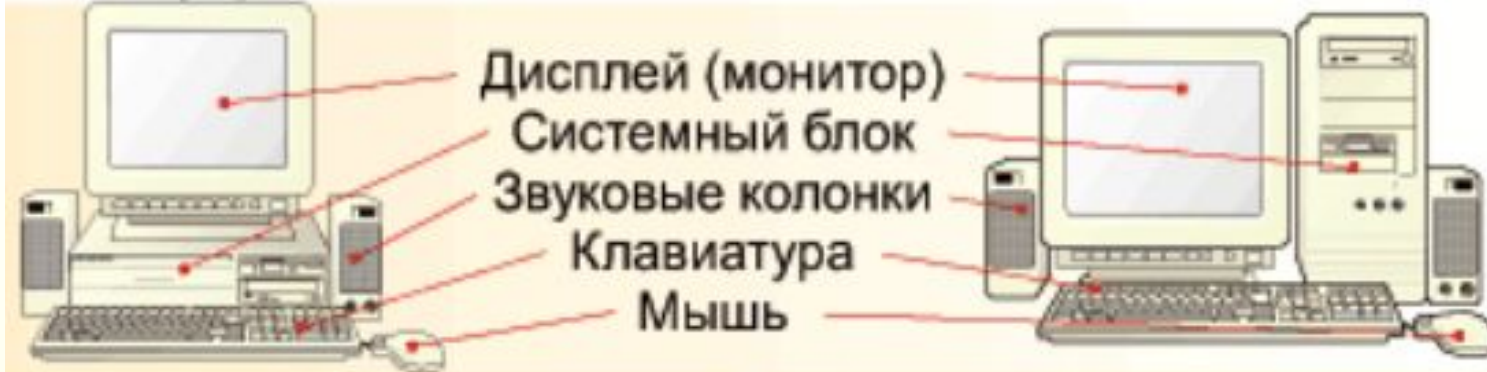 Дисплей (монитор)
Системный блок
Звуковые колонки
Клавиатура
Мышь